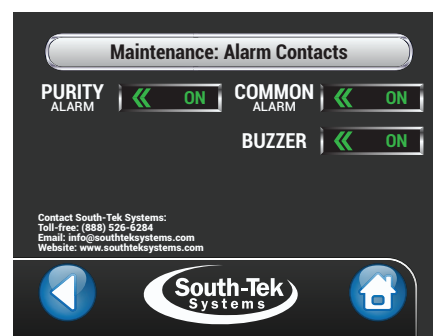 Maintenance: Alarm Contacts
PURITY ALARM ON
COMMON ALARM ON
BUZZER ON
Contact South-Tek Systems:
Toll-free: (888) 526-6284
Email: info@southteksystems.com
Website: www.southteksystems.com
South-Tek
Systems